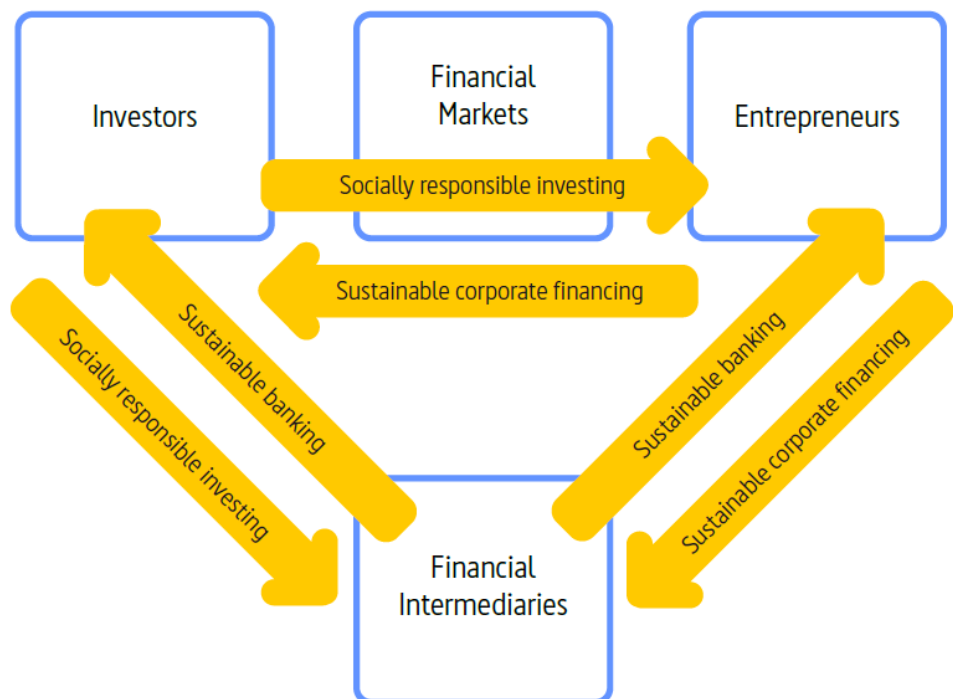 Investors
Financial
Markets
Entrepreneurs
Socially responsible investing
Sustainable corporate financing
Sustainable banking
Socially responsible investing
Sustainable banking
Sustainable corporate financing
Financial
Intermediaries